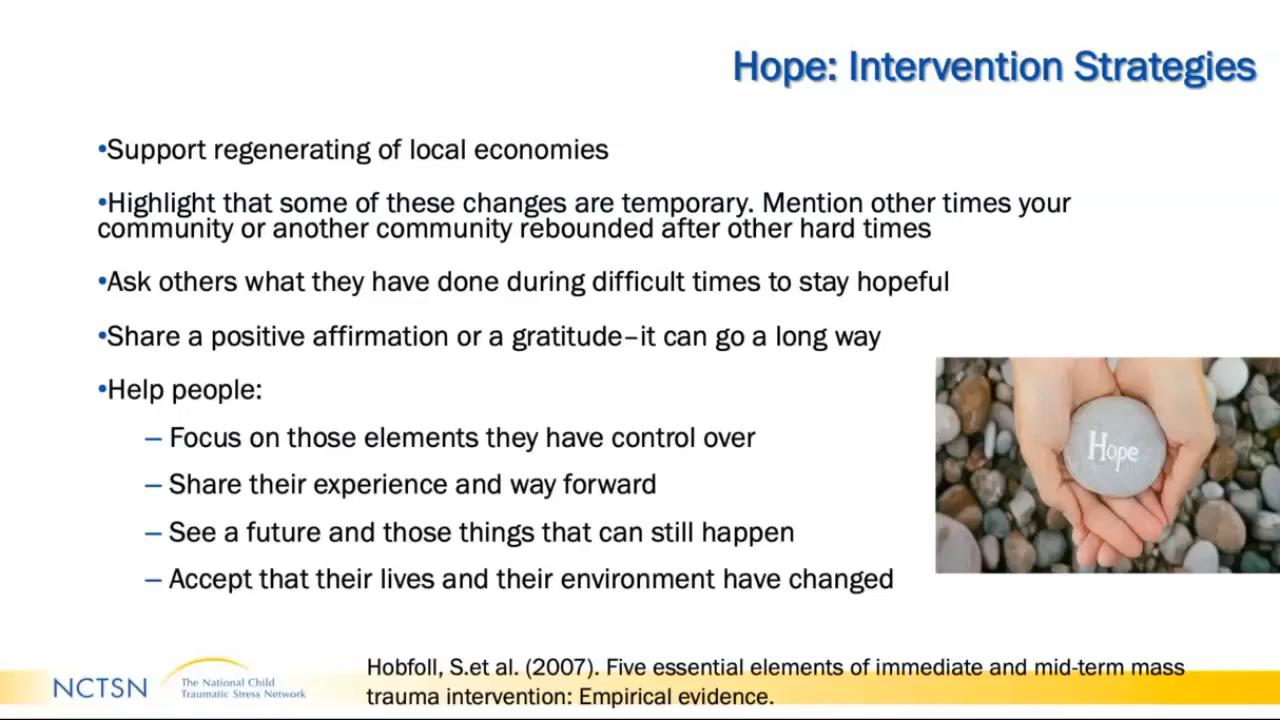 Hope: Intervention Strategies
•Support regenerating of local economies
•Highlight that some of these changes are temporary. Mention other times your
community or another community rebounded after other hard times
•Ask others what they have done during difficult times to stay hopeful
•Share a positive affirmation or a gratitude–it can go a long way
•Help people:
– Focus on those elements they have control over
– Share their experience and way forward
– See a future and those things that can still happen
– Accept that their lives and their environment have changed
Hope
NCTSN
The National Child
Traumatic Stress Network
Hobfoll, S.et al. (2007). Five essential elements of immediate and mid-term mass
trauma intervention: Empirical evidence.